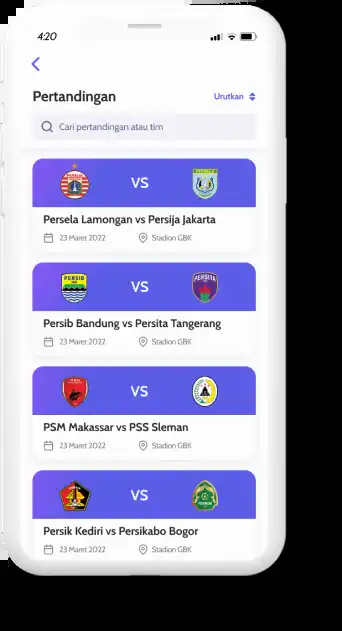 4:20
Pertandingan
Urutkan
Cari pertandingan atau tim
VS
Persela Lamongan vs Persija Jakarta
23 Maret 2022
Stadion GBK
PERSIB
PERSITA
VS
Persib Bandung vs Persita Tangerang
23 Maret 2022
Stadion GBK
VS
PSM Makassar vs PSS Sleman
23 Maret 2022
Stadion GBK
VS
Persik Kediri vs Persikabo Bogor
23 Maret 2022
Stadion GBK